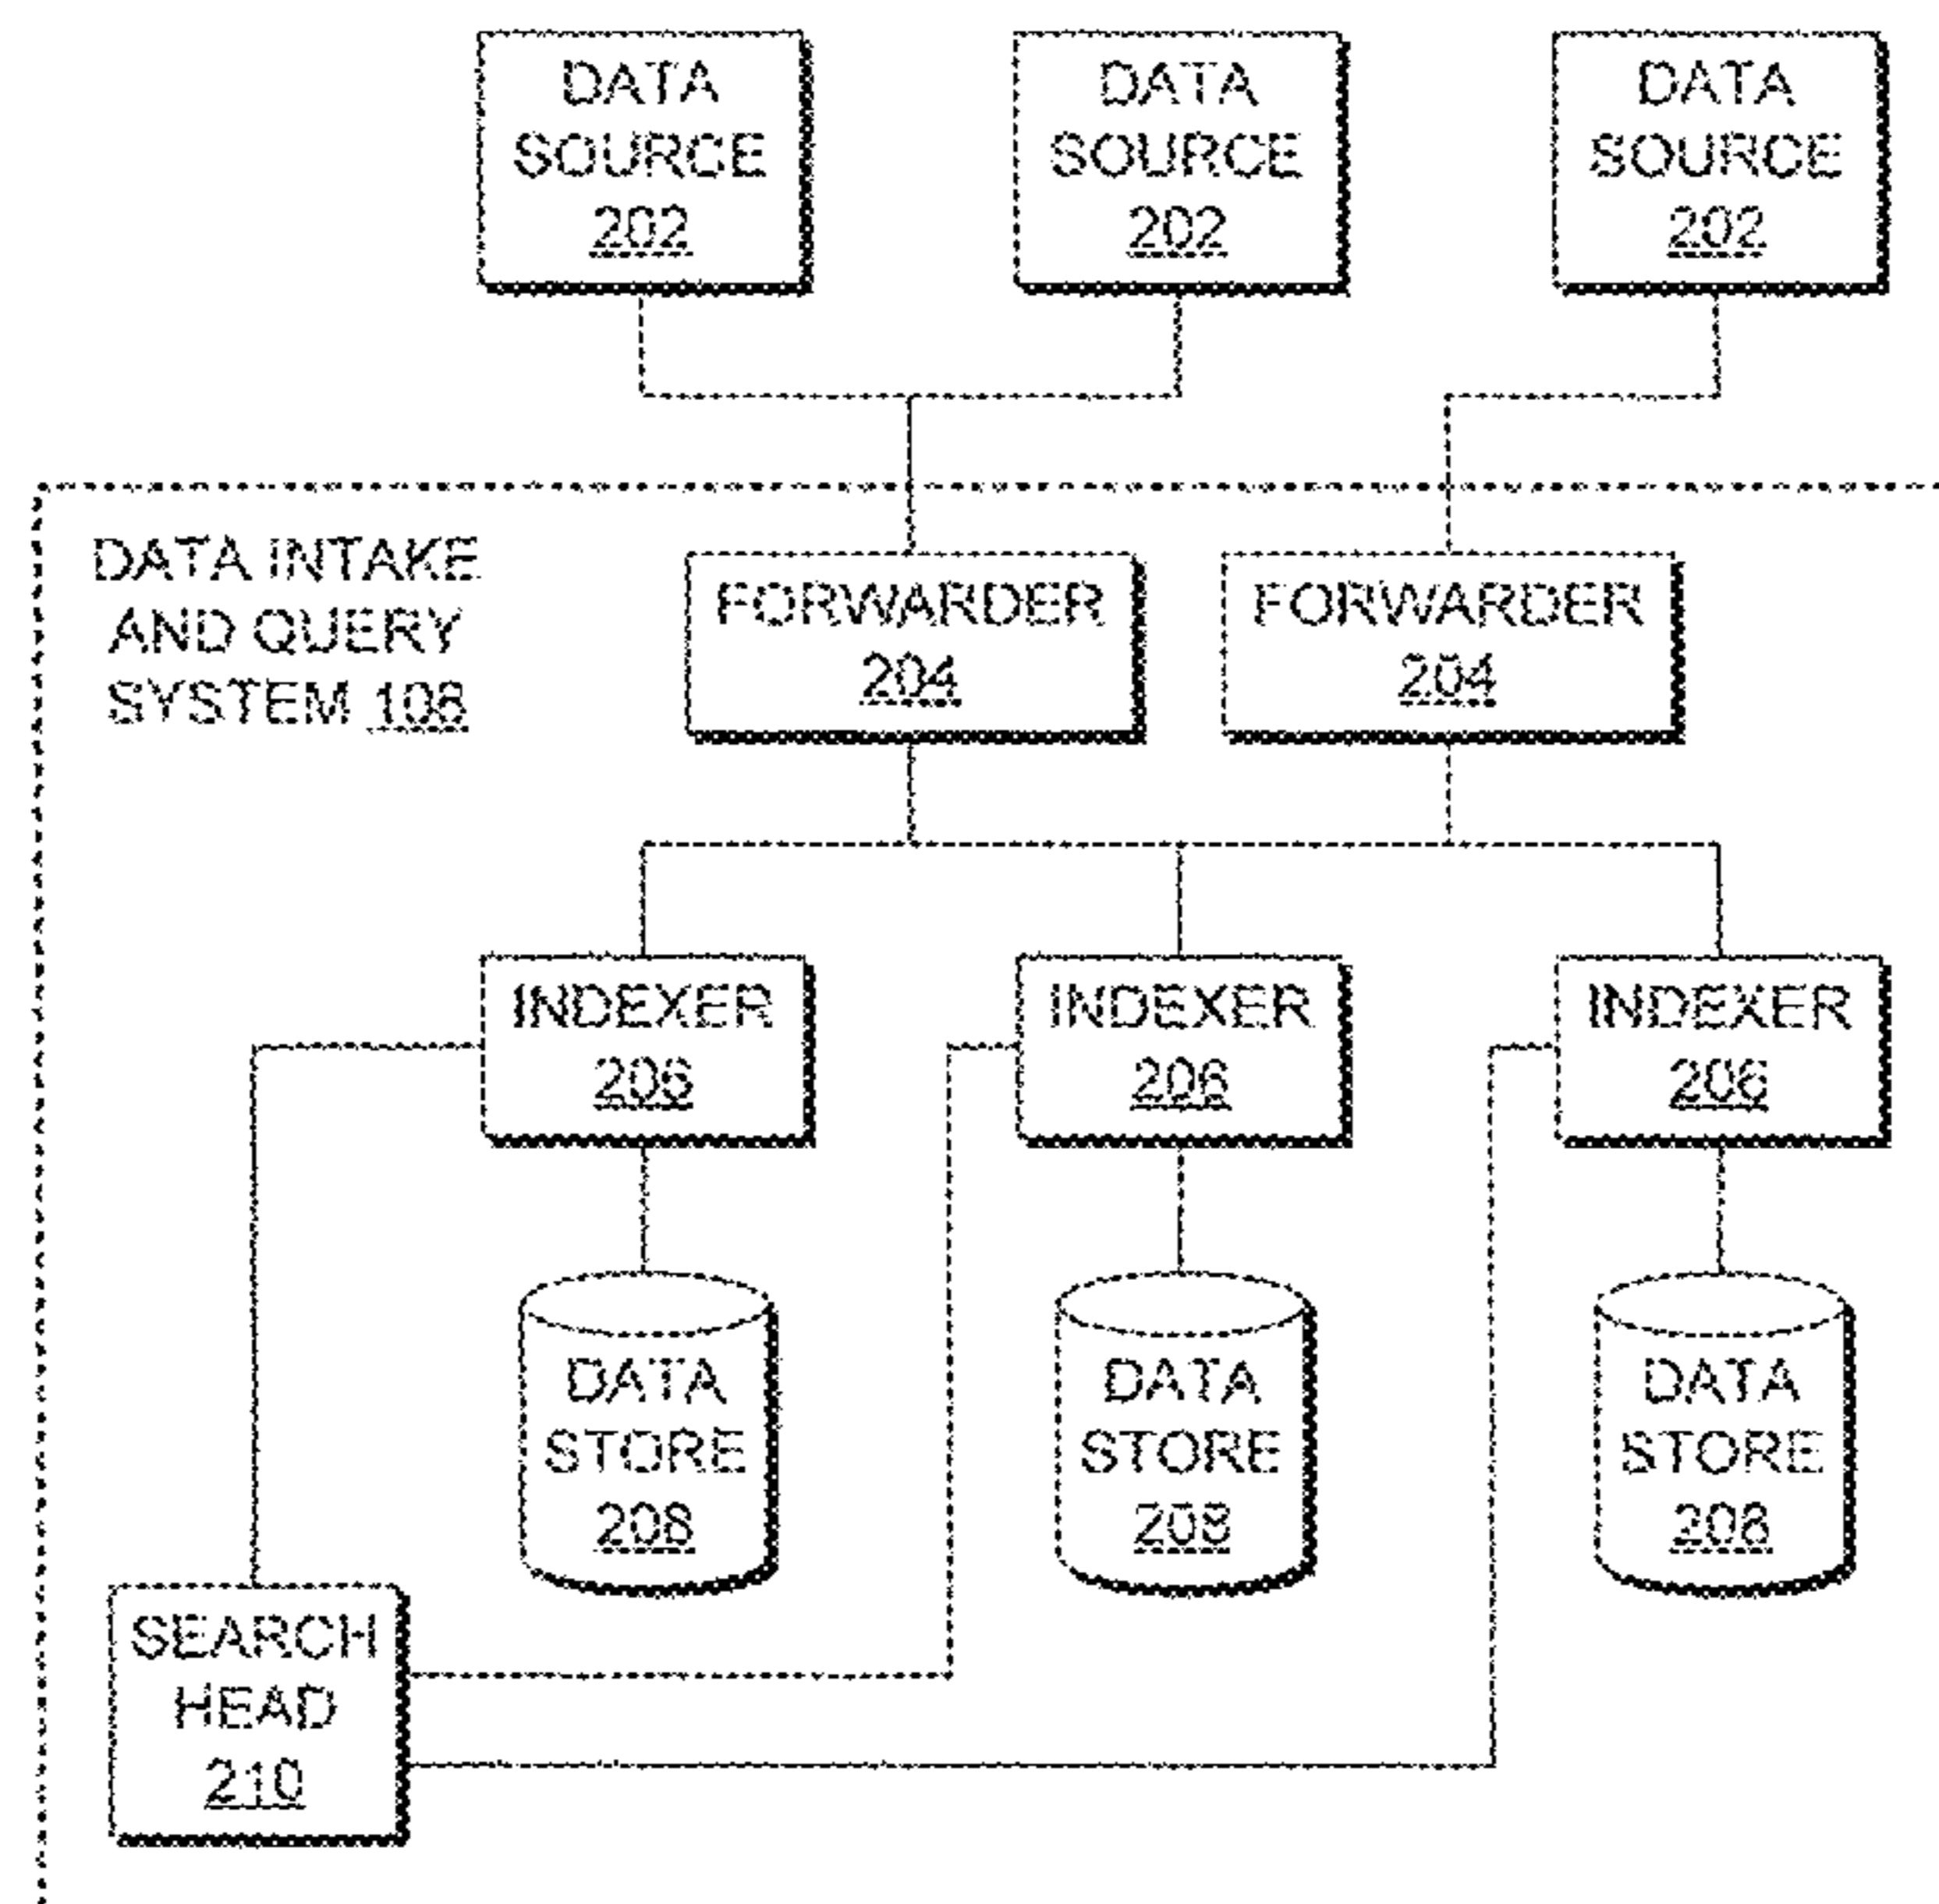 DATA
SOURCE
202
DATA
SOURCE
202
DATA
SOURCE
202
DATA INTAKE
AND QUERY
SYSTEM 108
FORWARDER
204
FORWARDER
204
INDEXER
206
INDEXER
206
INDEXER
206
DATA
STORE
208
DATA
STORE
208
DATA
STORE
208
SEARCH
HEAD
210